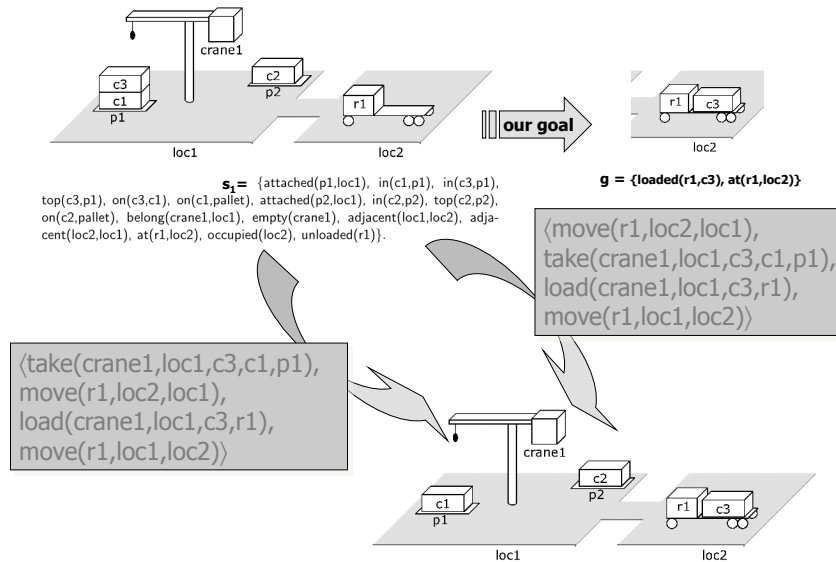 crane1
c3
c1
p1
c2
p2
r1
loc1
loc2
our goal
r1
c3
loc2
s1= {attached(p1,loc1), in(c1,p1), in(c3,p1),
top(c3,p1), on(c3,c1), on(c1,pallet), attached(p2,loc1), in(c2,p2), top(c2,p2),
on(c2,pallet), belong(crane1,loc1), empty(crane1), adjacent(loc1,loc2), adja-
cent(loc2,loc1), at(r1,loc2), occupied(loc2), unloaded(r1)}.
g = {loaded(r1,c3), at(r1,loc2)}
⟨move(r1,loc2,loc1),
take(crane1,loc1,c3,c1,p1),
load(crane1,loc1,c3,r1),
move(r1,loc1,loc2)⟩
⟨take(crane1,loc1,c3,c1,p1),
move(r1,loc2,loc1),
load(crane1,loc1,c3,r1),
move(r1,loc1,loc2)⟩
crane1
c1
p1
c2
p2
r1
c3
loc1
loc2